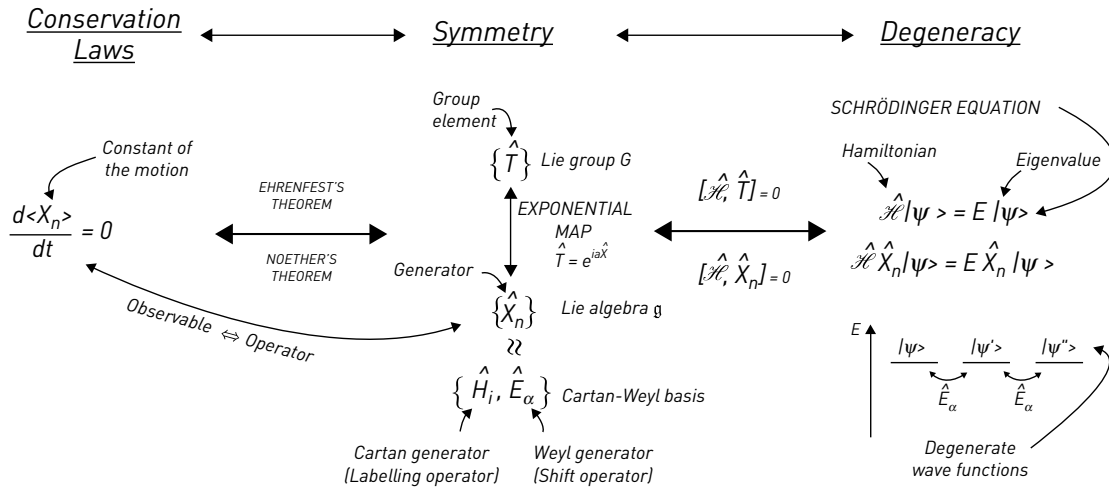 Conservation
Laws
Symmetry
Degeneracy
Constant of
the motion
d<X_n>
dt
= 0
Observable ⇔ Operator
EHRENFEST'S
THEOREM
NOETHER'S
THEOREM
Group
element
{T̂} Lie group G
EXPONENTIAL
MAP
T̂ = e^{iaX̂}
Generator
{X̂_n} Lie algebra 𝔤
≈
{ Ĥ_i , Ê_α } Cartan-Weyl basis
Cartan generator
(Labelling operator)
Weyl generator
(Shift operator)
[ℋ̂, T̂] = 0
[ℋ̂, X̂_n] = 0
SCHRÖDINGER EQUATION
Hamiltonian
Eigenvalue
ℋ̂ |ψ > = E |ψ>
ℋ̂ X̂_n |ψ> = E X̂_n |ψ >
E
|ψ> |ψ'> |ψ''>
Ê_α Ê_α
Degenerate
wave functions